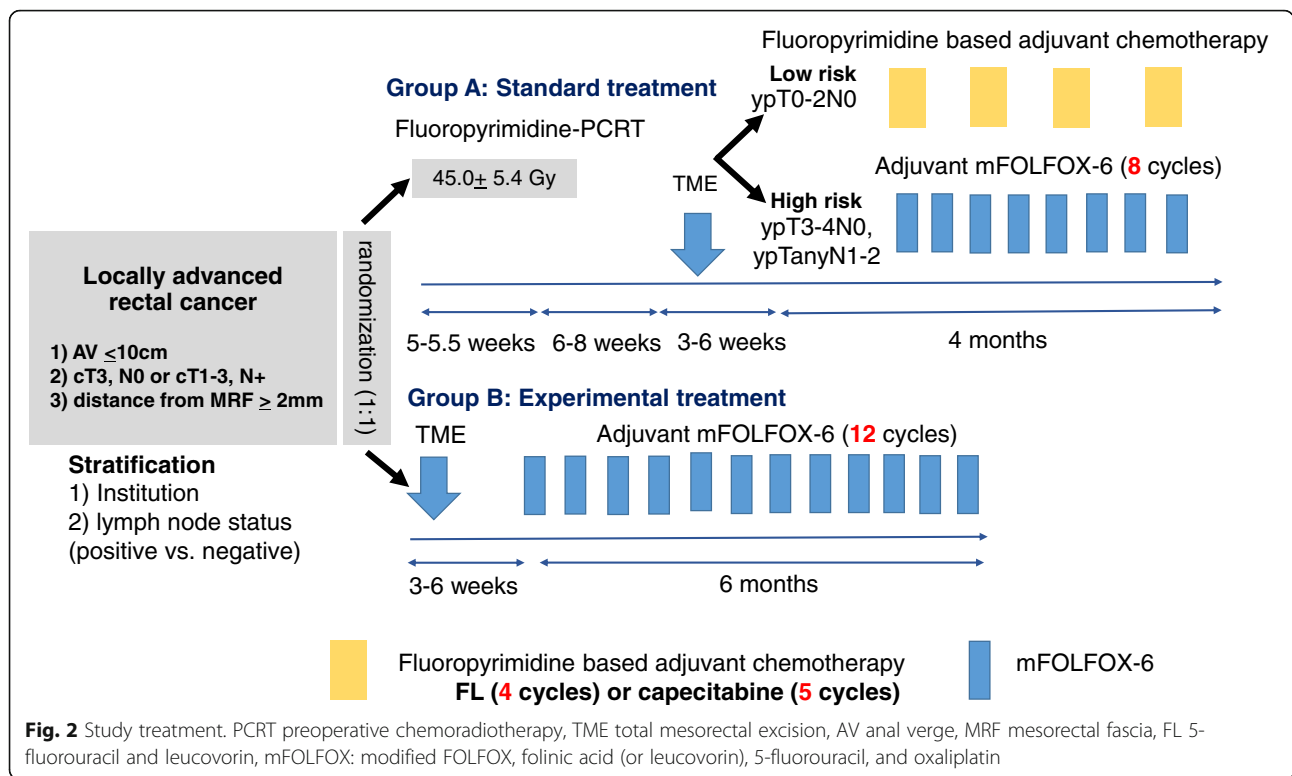 Fluoropyrimidine based adjuvant chemotherapy
Low risk
ypT0-2N0
Group A: Standard treatment
Fluoropyrimidine-PCRT
45.0± 5.4 Gy
TME
Adjuvant mFOLFOX-6 (8 cycles)
High risk
ypT3-4N0,
ypTanyN1-2
Locally advanced
rectal cancer
1) AV ≤10cm
2) cT3, N0 or cT1-3, N+
3) distance from MRF ≥ 2mm
randomization (1:1)
5-5.5 weeks
6-8 weeks
3-6 weeks
4 months
Group B: Experimental treatment
TME
Adjuvant mFOLFOX-6 (12 cycles)
Stratification
1) Institution
2) lymph node status
(positive vs. negative)
3-6 weeks
6 months
Fluoropyrimidine based adjuvant chemotherapy
FL (4 cycles) or capecitabine (5 cycles)
mFOLFOX-6
Fig. 2 Study treatment. PCRT preoperative chemoradiotherapy, TME total mesorectal excision, AV anal verge, MRF mesorectal fascia, FL 5-
fluorouracil and leucovorin, mFOLFOX: modified FOLFOX, folinic acid (or leucovorin), 5-fluorouracil, and oxaliplatin